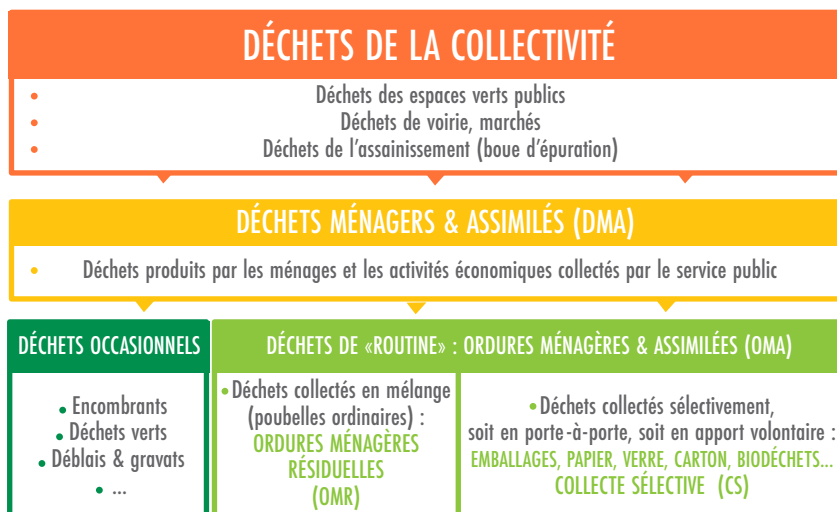 DÉCHETS DE LA COLLECTIVITÉ
• Déchets des espaces verts publics
• Déchets de voirie, marchés
• Déchets de l'assainissement (boue d'épuration)
DÉCHETS MÉNAGERS & ASSIMILÉS (DMA)
• Déchets produits par les ménages et les activités économiques collectés par le service public
DÉCHETS OCCASIONNELS
• Encombrants
• Déchets verts
• Déblais & gravats
• ...
DÉCHETS DE «ROUTINE» : ORDURES MÉNAGÈRES & ASSIMILÉES (OMA)
• Déchets collectés en mélange
(poubelles ordinaires) :
ORDURES MÉNAGÈRES
RÉSIDUELLES
(OMR)
• Déchets collectés sélectivement,
soit en porte-à-porte, soit en apport volontaire :
EMBALLAGES, PAPIER, VERRE, CARTON, BIODÉCHETS...
COLLECTE SÉLECTIVE (CS)